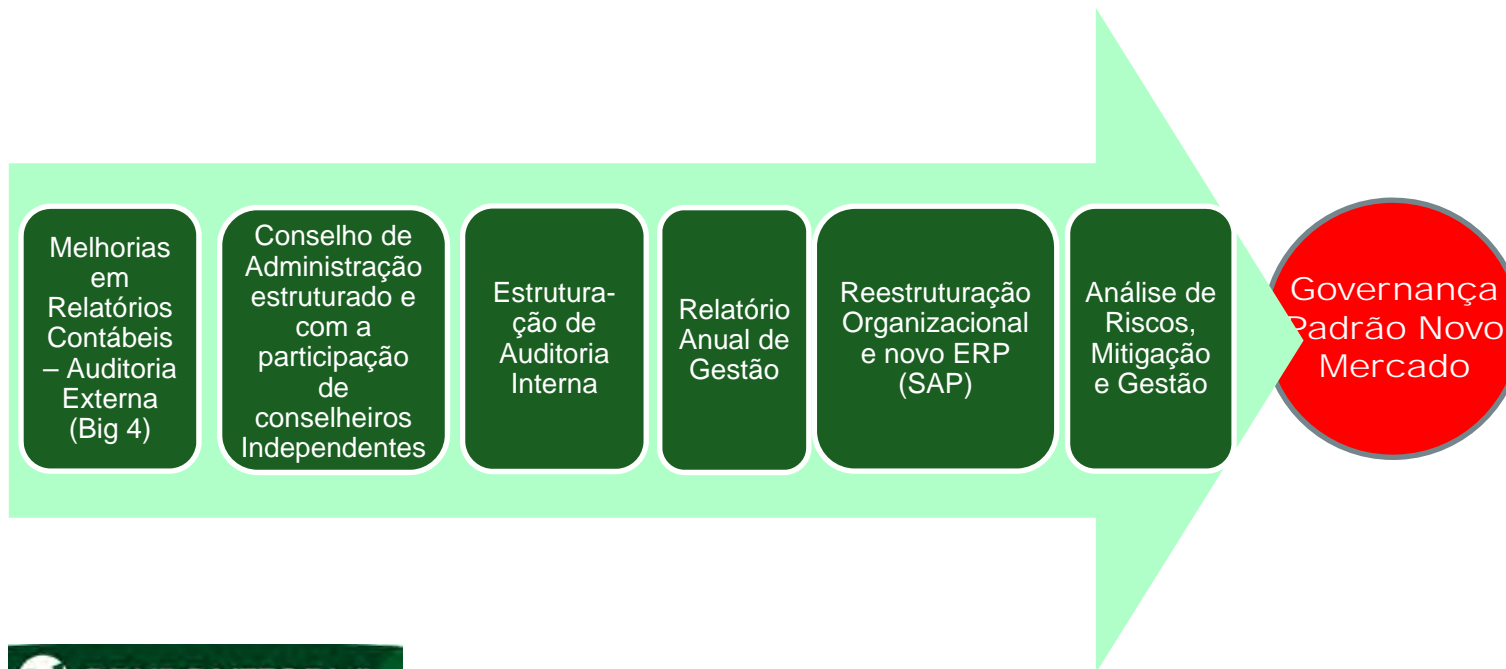 Melhorias
em
Relatórios
Contábeis
– Auditoria
Externa
(Big 4)
Conselho de
Administração
estruturado e
com a
participação
de
conselheiros
Independentes
Estrutura-
ção de
Auditoria
Interna
Relatório
Anual de
Gestão
Reestruturação
Organizacional
e novo ERP
(SAP)
Análise de
Riscos,
Mitigação
e Gestão
Governança
Padrão Novo
Mercado